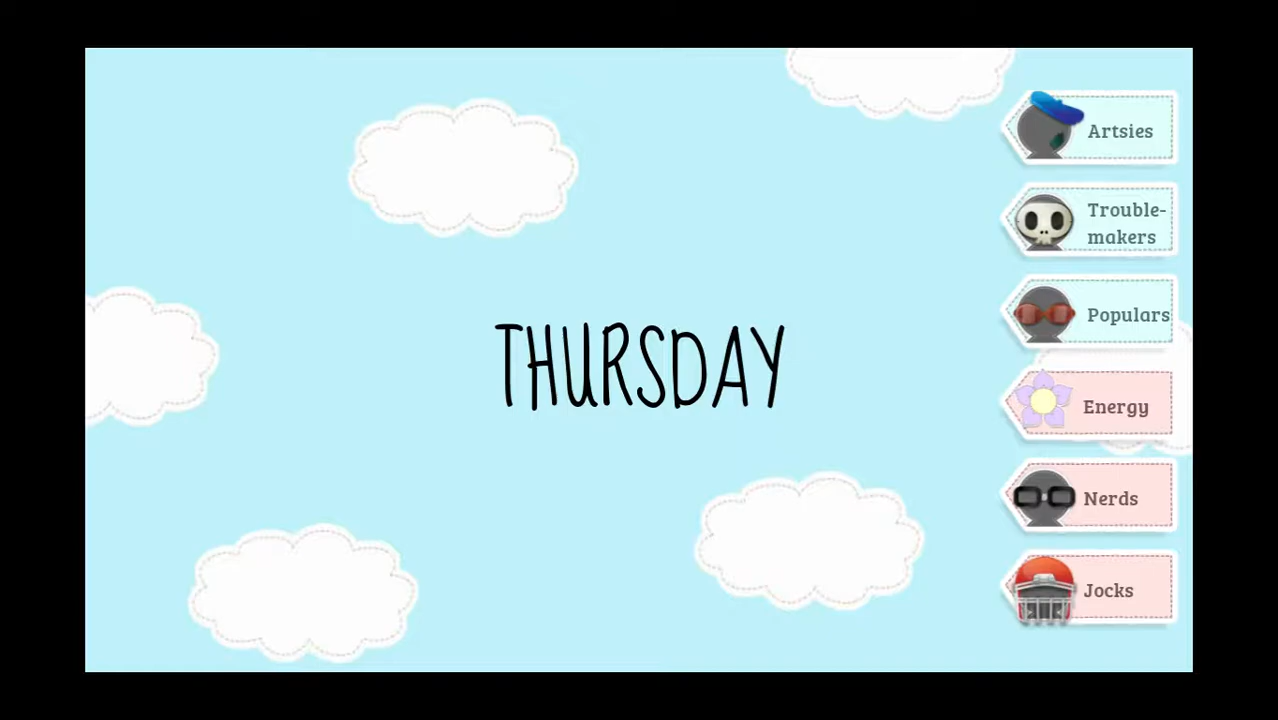 THURSDAY
Artsies
Trouble-
makers
Populars
Energy
Nerds
Jocks